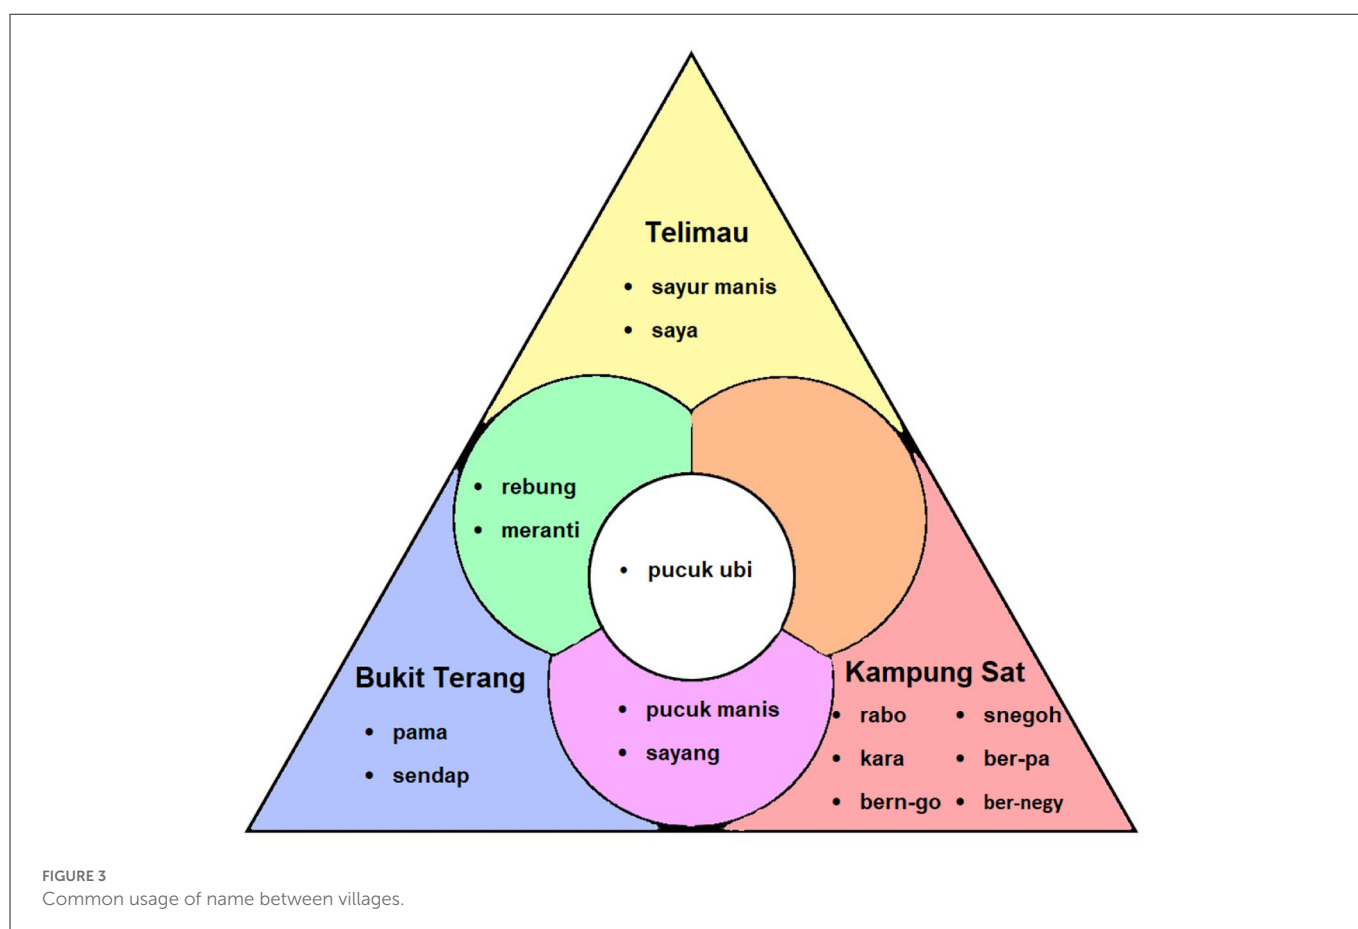 Telimau
• sayur manis
• saya
• rebung
• meranti
• pucuk ubi
Bukit Terang
• pama
• sendap
• pucuk manis
• sayang
Kampung Sat
• rabo • snegoh
• kara • ber-pa
• bern-go • ber-negy
FIGURE 3
Common usage of name between villages.